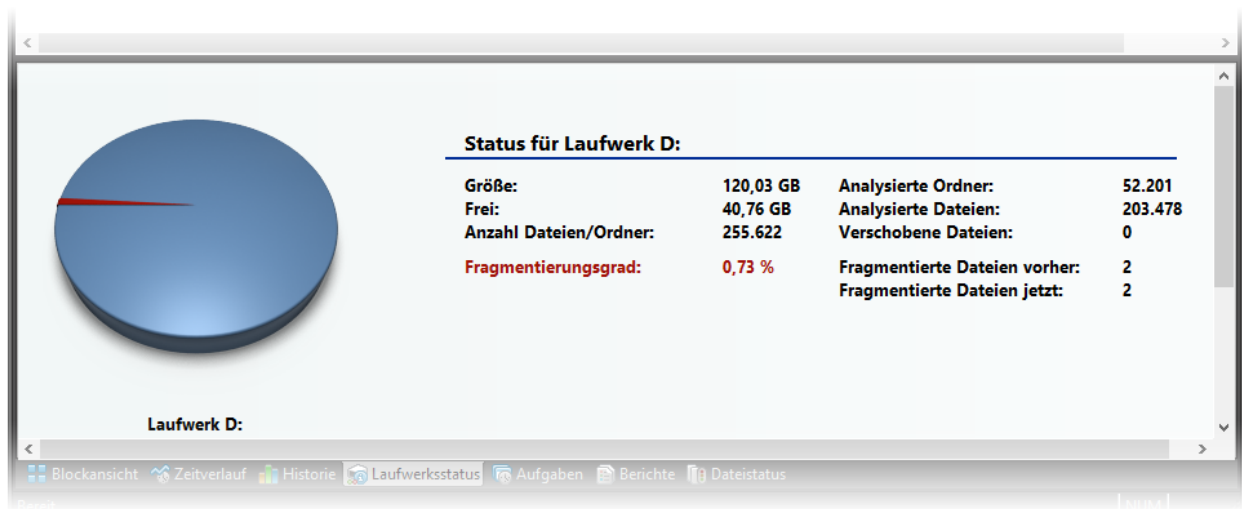 Status für Laufwerk D:
Größe: 120,03 GB Analysierte Ordner: 52.201
Frei: 40,76 GB Analysierte Dateien: 203.478
Anzahl Dateien/Ordner: 255.622 Verschobene Dateien: 0
Fragmentierungsgrad: 0,73 % Fragmentierte Dateien vorher: 2
Fragmentierte Dateien jetzt: 2
Laufwerk D:
Blockansicht Zeitverlauf Historie Laufwerksstatus Aufgaben Berichte Dateistatus
Bereit NUM